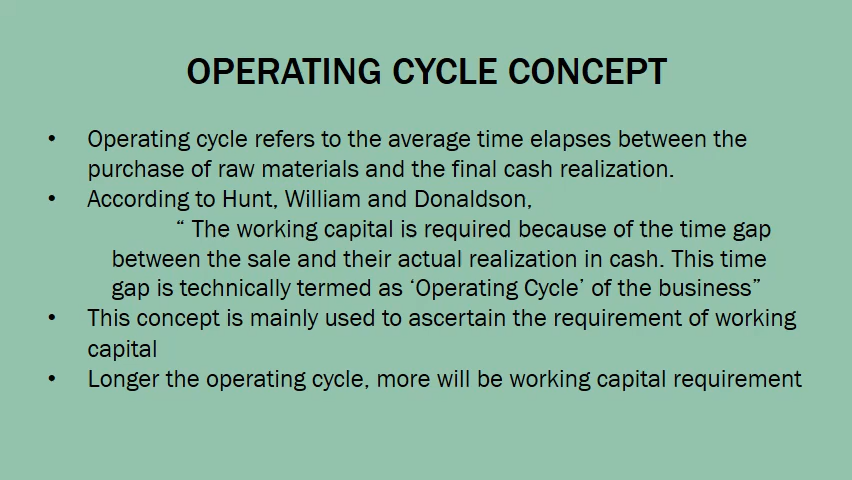 OPERATING CYCLE CONCEPT
• Operating cycle refers to the average time elapses between the
purchase of raw materials and the final cash realization.
• According to Hunt, William and Donaldson,
“ The working capital is required because of the time gap
between the sale and their actual realization in cash. This time
gap is technically termed as ‘Operating Cycle’ of the business”
• This concept is mainly used to ascertain the requirement of working
capital
• Longer the operating cycle, more will be working capital requirement